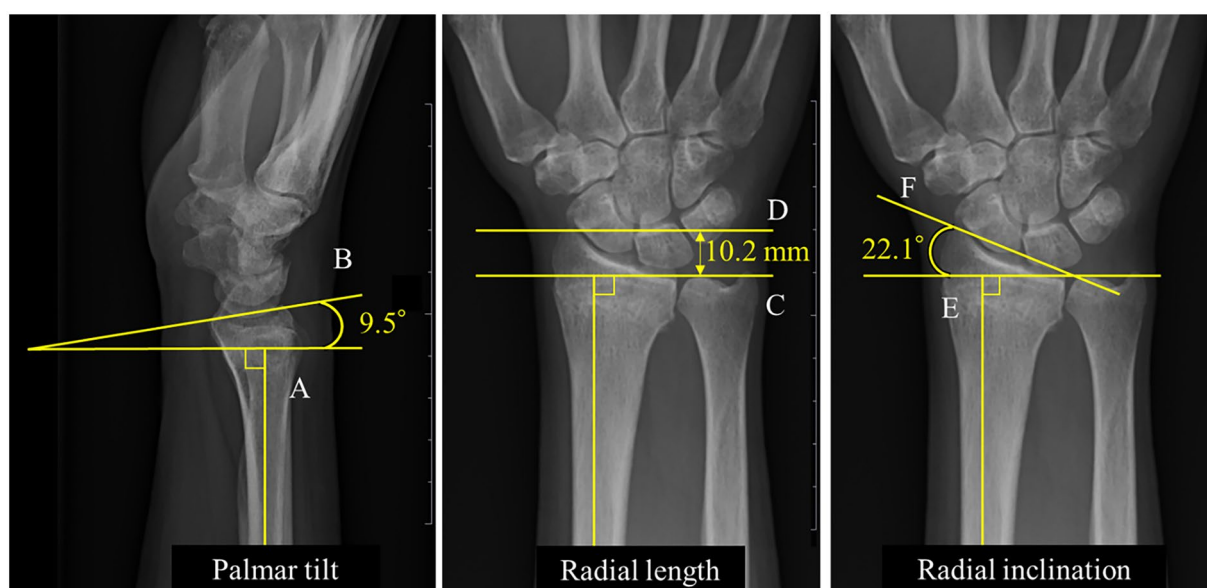 B
9.5°
A
Palmar tilt
D
10.2 mm
C
Radial length
F
22.1°
E
Radial inclination